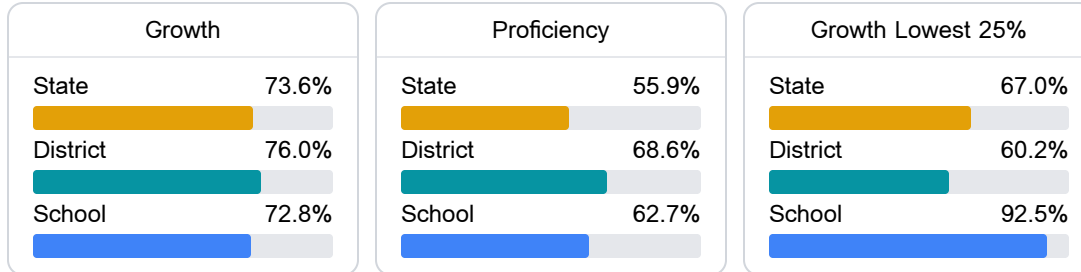 Growth
State 73.6%
District 76.0%
School 72.8%
Proficiency
State 55.9%
District 68.6%
School 62.7%
Growth Lowest 25%
State 67.0%
District 60.2%
School 92.5%